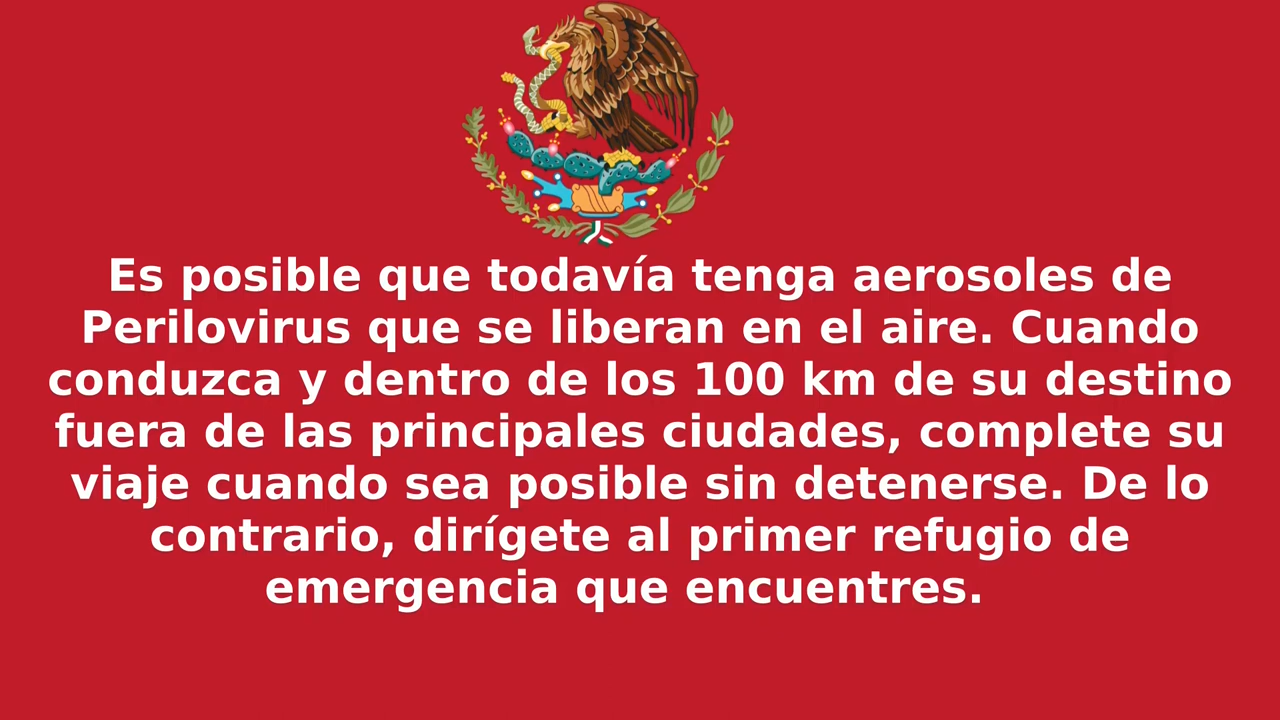 Es posible que todavía tenga aerosoles de
Perilovirus que se liberan en el aire. Cuando
conduzca y dentro de los 100 km de su destino
fuera de las principales ciudades, complete su
viaje cuando sea posible sin detenerse. De lo
contrario, dirígete al primer refugio de
emergencia que encuentres.